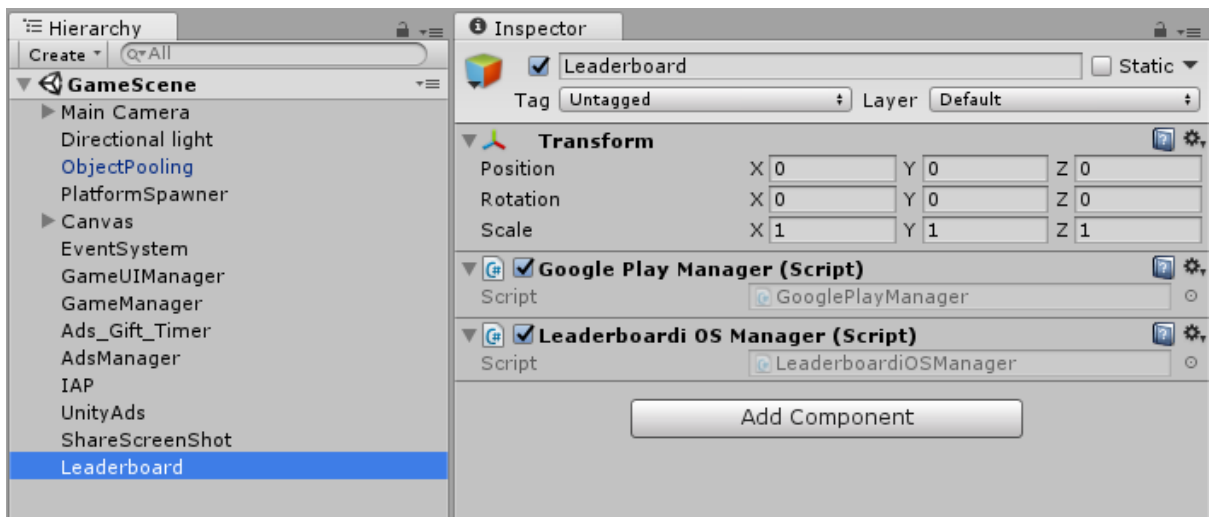 Hierarchy
Create
All
GameScene
Main Camera
Directional light
ObjectPooling
PlatformSpawner
Canvas
EventSystem
GameUIManager
GameManager
Ads_Gift_Timer
AdsManager
IAP
UnityAds
ShareScreenShot
Leaderboard
Inspector
Leaderboard Static
Tag Untagged Layer Default
Transform
Position X 0 Y 0 Z 0
Rotation X 0 Y 0 Z 0
Scale X 1 Y 1 Z 1
Google Play Manager (Script)
Script GooglePlayManager
Leaderboardi OS Manager (Script)
Script LeaderboardiOSManager
Add Component